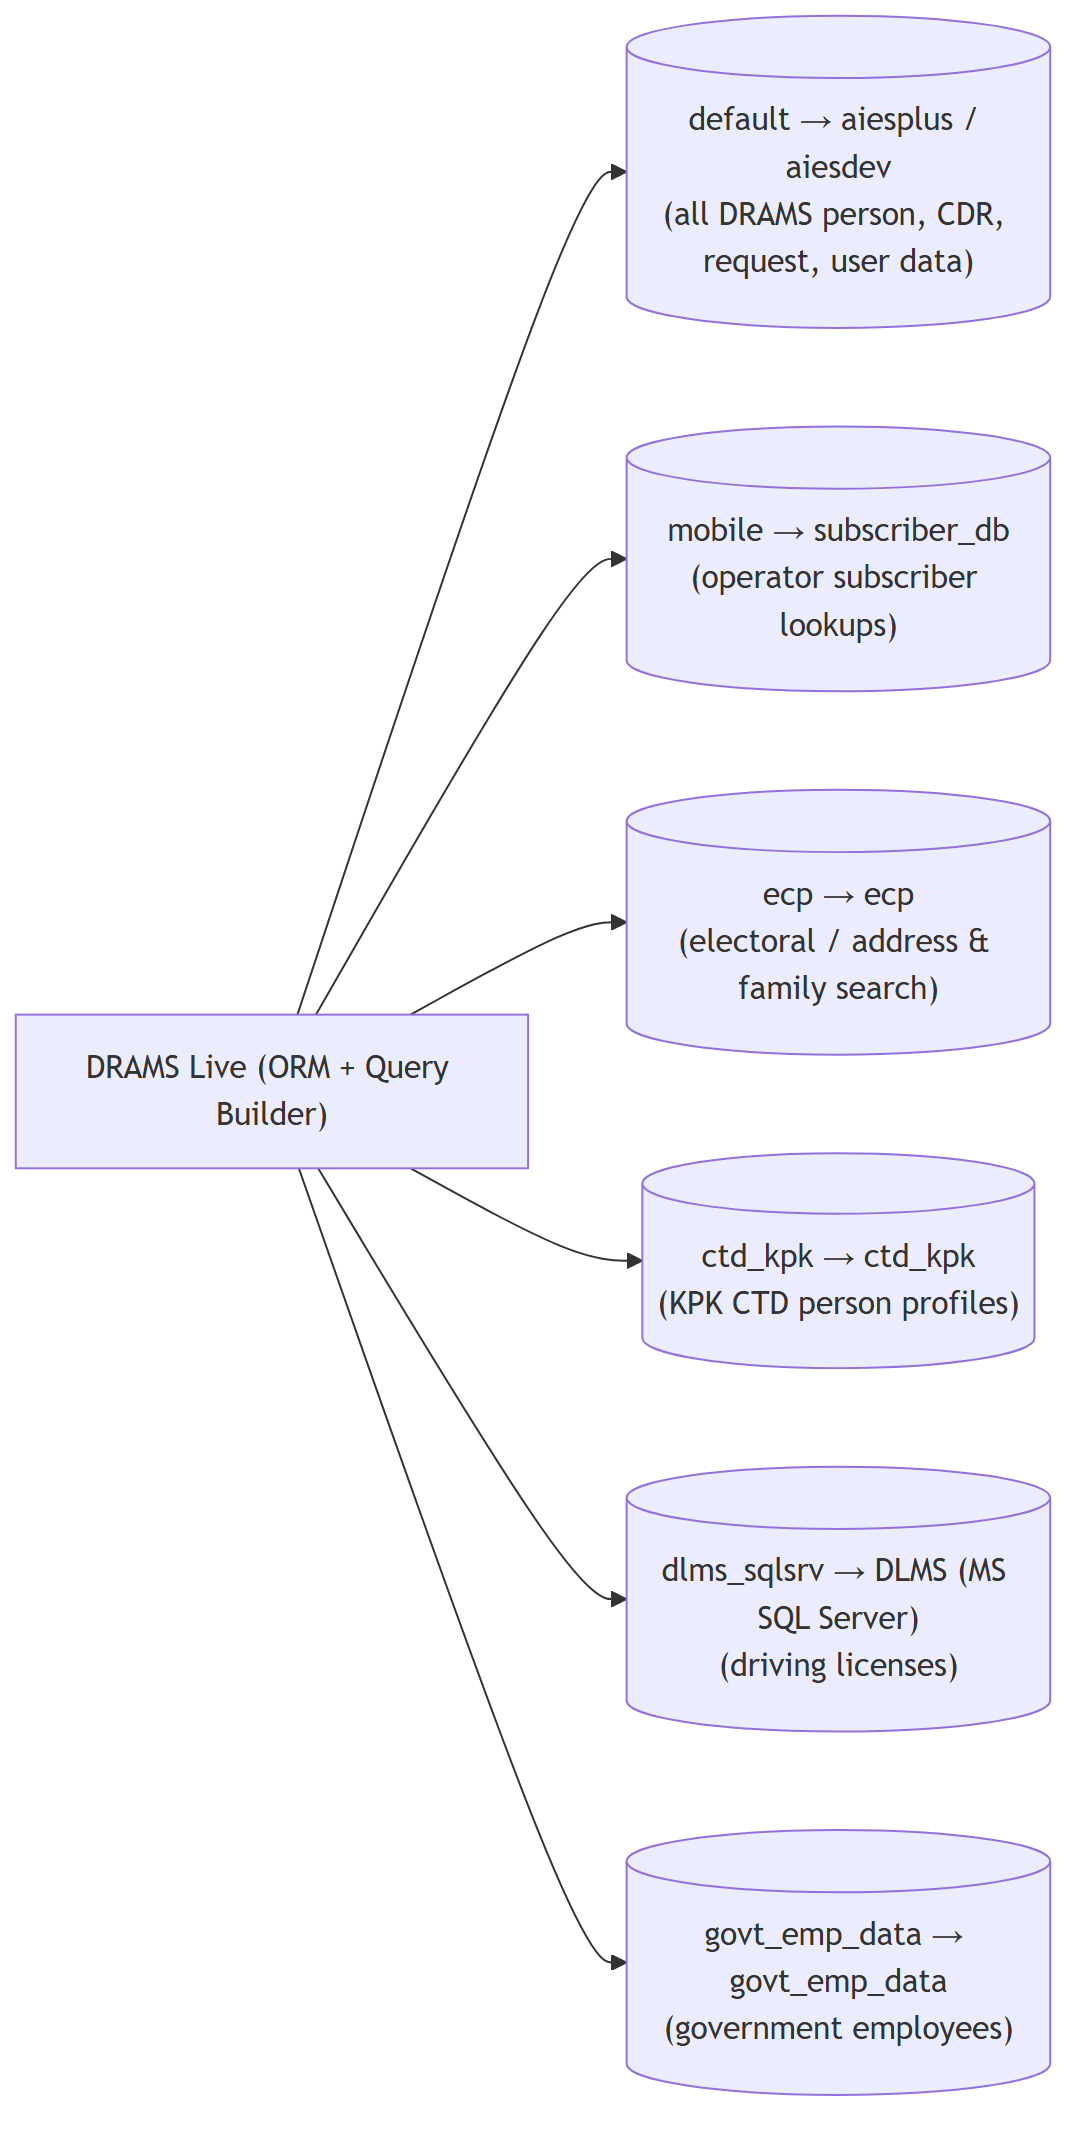 default → aiesplus /
aiesdev
(all DRAMS person, CDR,
request, user data)
mobile → subscriber_db
(operator subscriber
lookups)
ecp → ecp
(electoral / address &
family search)
DRAMS Live (ORM + Query
Builder)
ctd_kpk → ctd_kpk
(KPK CTD person profiles)
dlms_sqlsrv → DLMS (MS
SQL Server)
(driving licenses)
govt_emp_data →
govt_emp_data
(government employees)